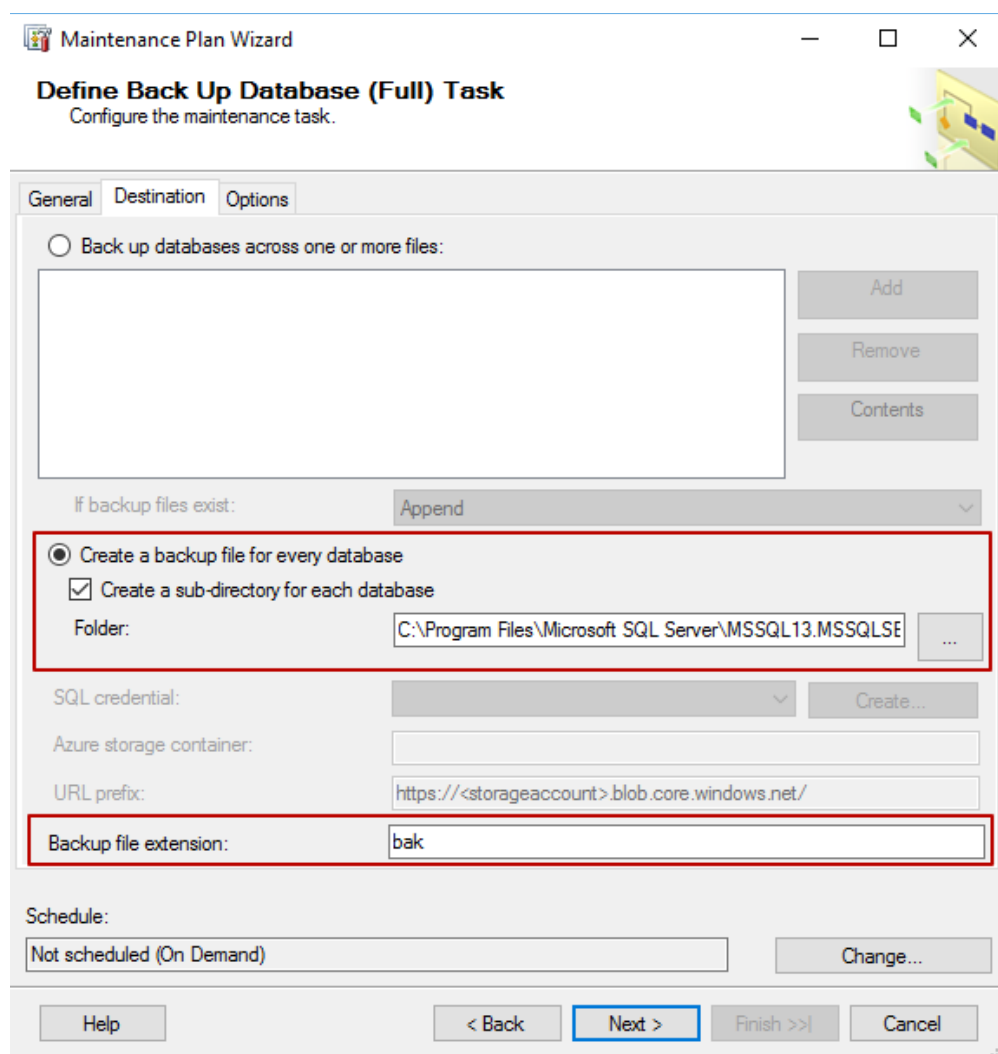 Maintenance Plan Wizard
Define Back Up Database (Full) Task
Configure the maintenance task.
General Destination Options
Back up databases across one or more files:
Add
Remove
Contents
If backup files exist: Append
Create a backup file for every database
Create a sub-directory for each database
Folder: C:\Program Files\Microsoft SQL Server\MSSQL13.MSSQLSE ...
SQL credential: Create...
Azure storage container:
URL prefix: https://<storageaccount>.blob.core.windows.net/
Backup file extension: bak
Schedule:
Not scheduled (On Demand) Change...
Help < Back Next > Finish >>| Cancel